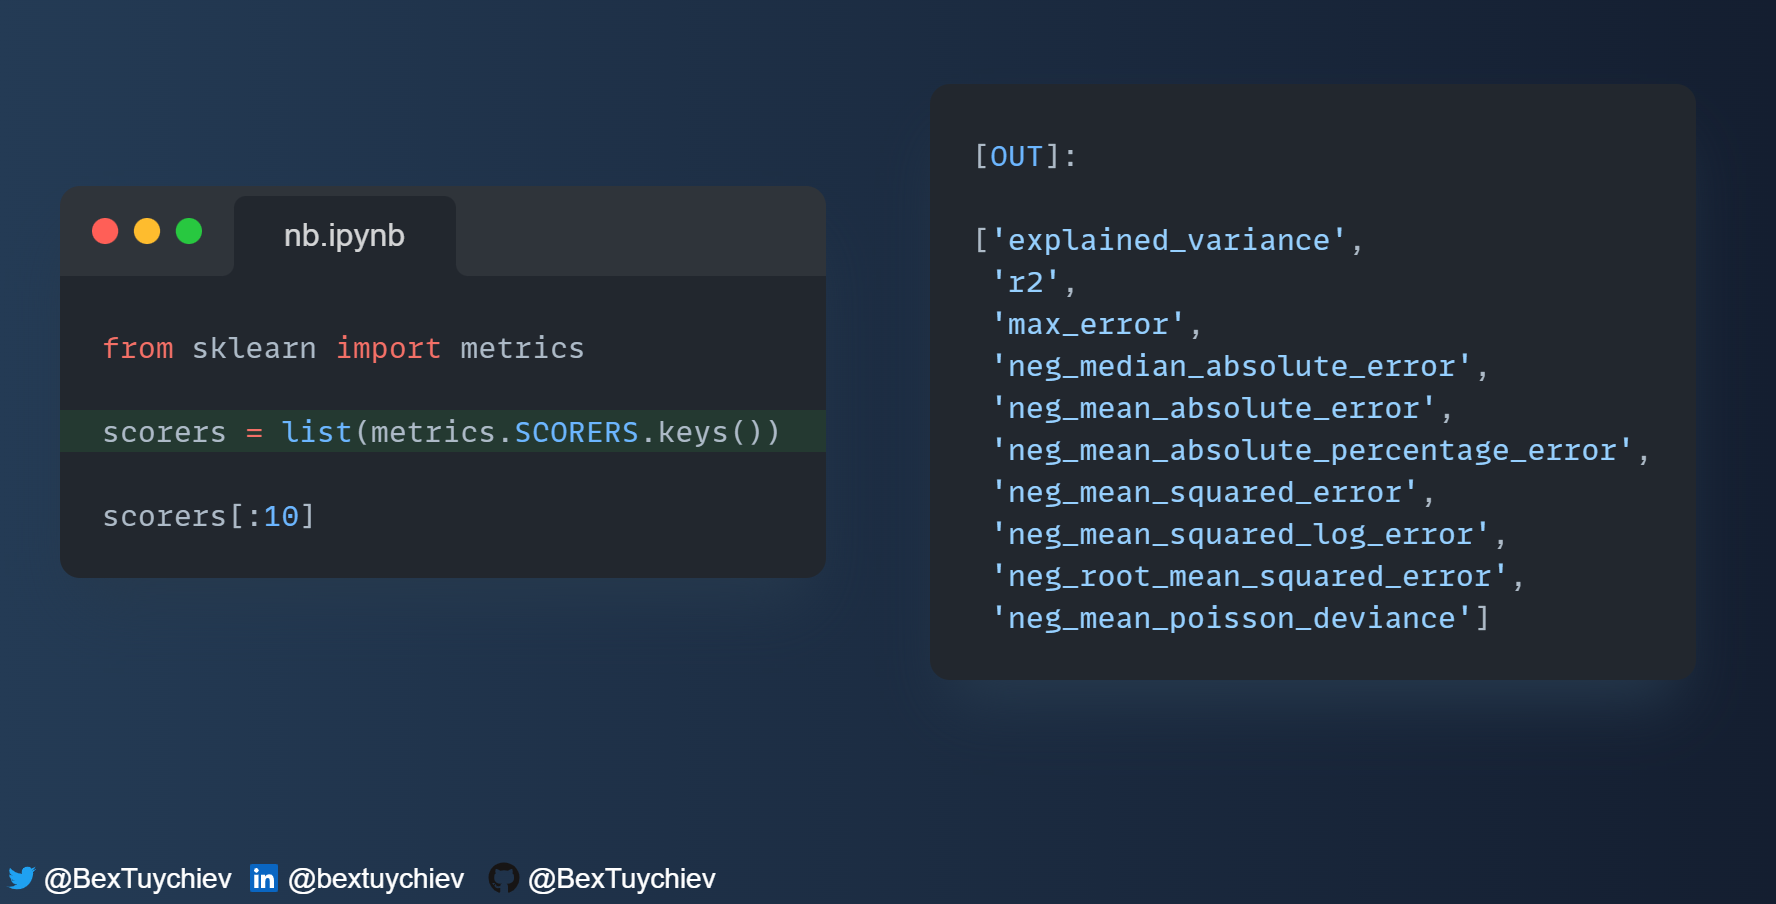 nb.ipynb
from sklearn import metrics
scorers = list(metrics.SCORERS.keys())
scorers[:10]
[OUT]:
['explained_variance',
'r2',
'max_error',
'neg_median_absolute_error',
'neg_mean_absolute_error',
'neg_mean_absolute_percentage_error',
'neg_mean_squared_error',
'neg_mean_squared_log_error',
'neg_root_mean_squared_error',
'neg_mean_poisson_deviance']
@BexTuychiev in @bextuychiev @BexTuychiev